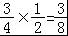 3/4 × 1/2 = 3/8